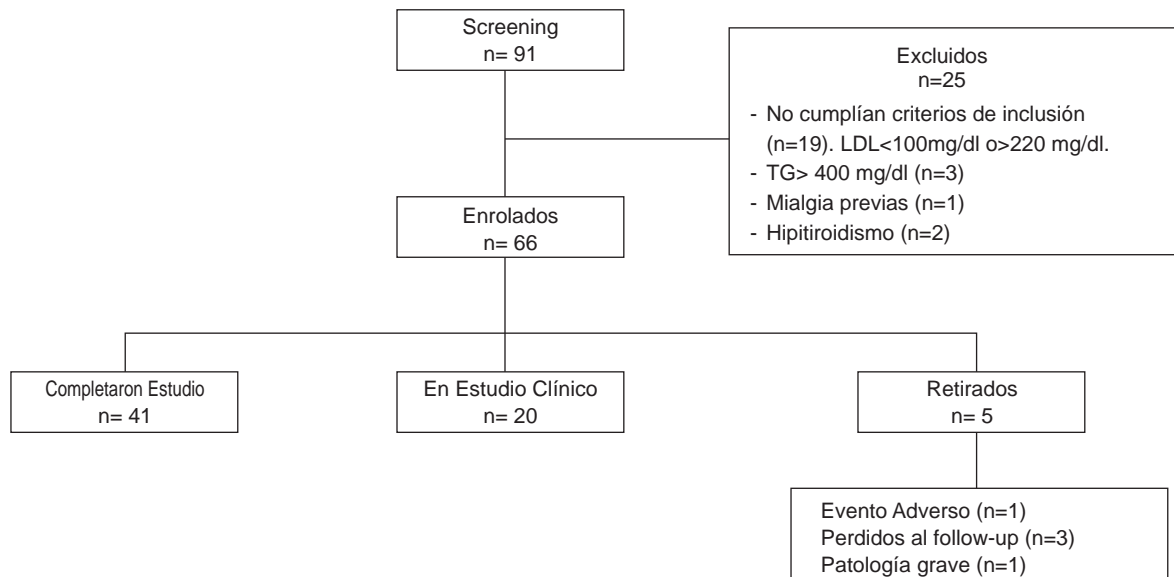 Screening
n= 91
Excluidos
n=25
- No cumplían criterios de inclusión
(n=19). LDL<100mg/dl o>220 mg/dl.
- TG> 400 mg/dl (n=3)
- Mialgia previas (n=1)
- Hipitiroidismo (n=2)
Enrolados
n= 66
Completaron Estudio
n= 41
En Estudio Clínico
n= 20
Retirados
n= 5
Evento Adverso (n=1)
Perdidos al follow-up (n=3)
Patología grave (n=1)